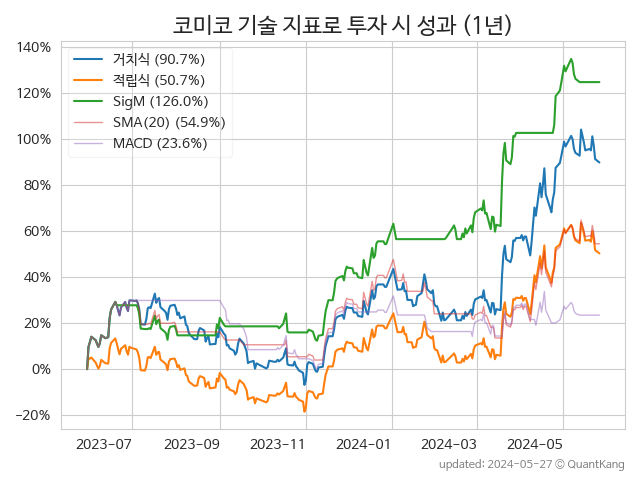 코미코 기술 지표로 투자 시 성과 (1년)
140%
120%
100%
80%
60%
40%
20%
0%
−20%
거치식 (90.7%)
적립식 (50.7%)
SigM (126.0%)
SMA(20) (54.9%)
MACD (23.6%)
2023-07 2023-09 2023-11 2024-01 2024-03 2024-05
updated: 2024-05-27 © QuantKang